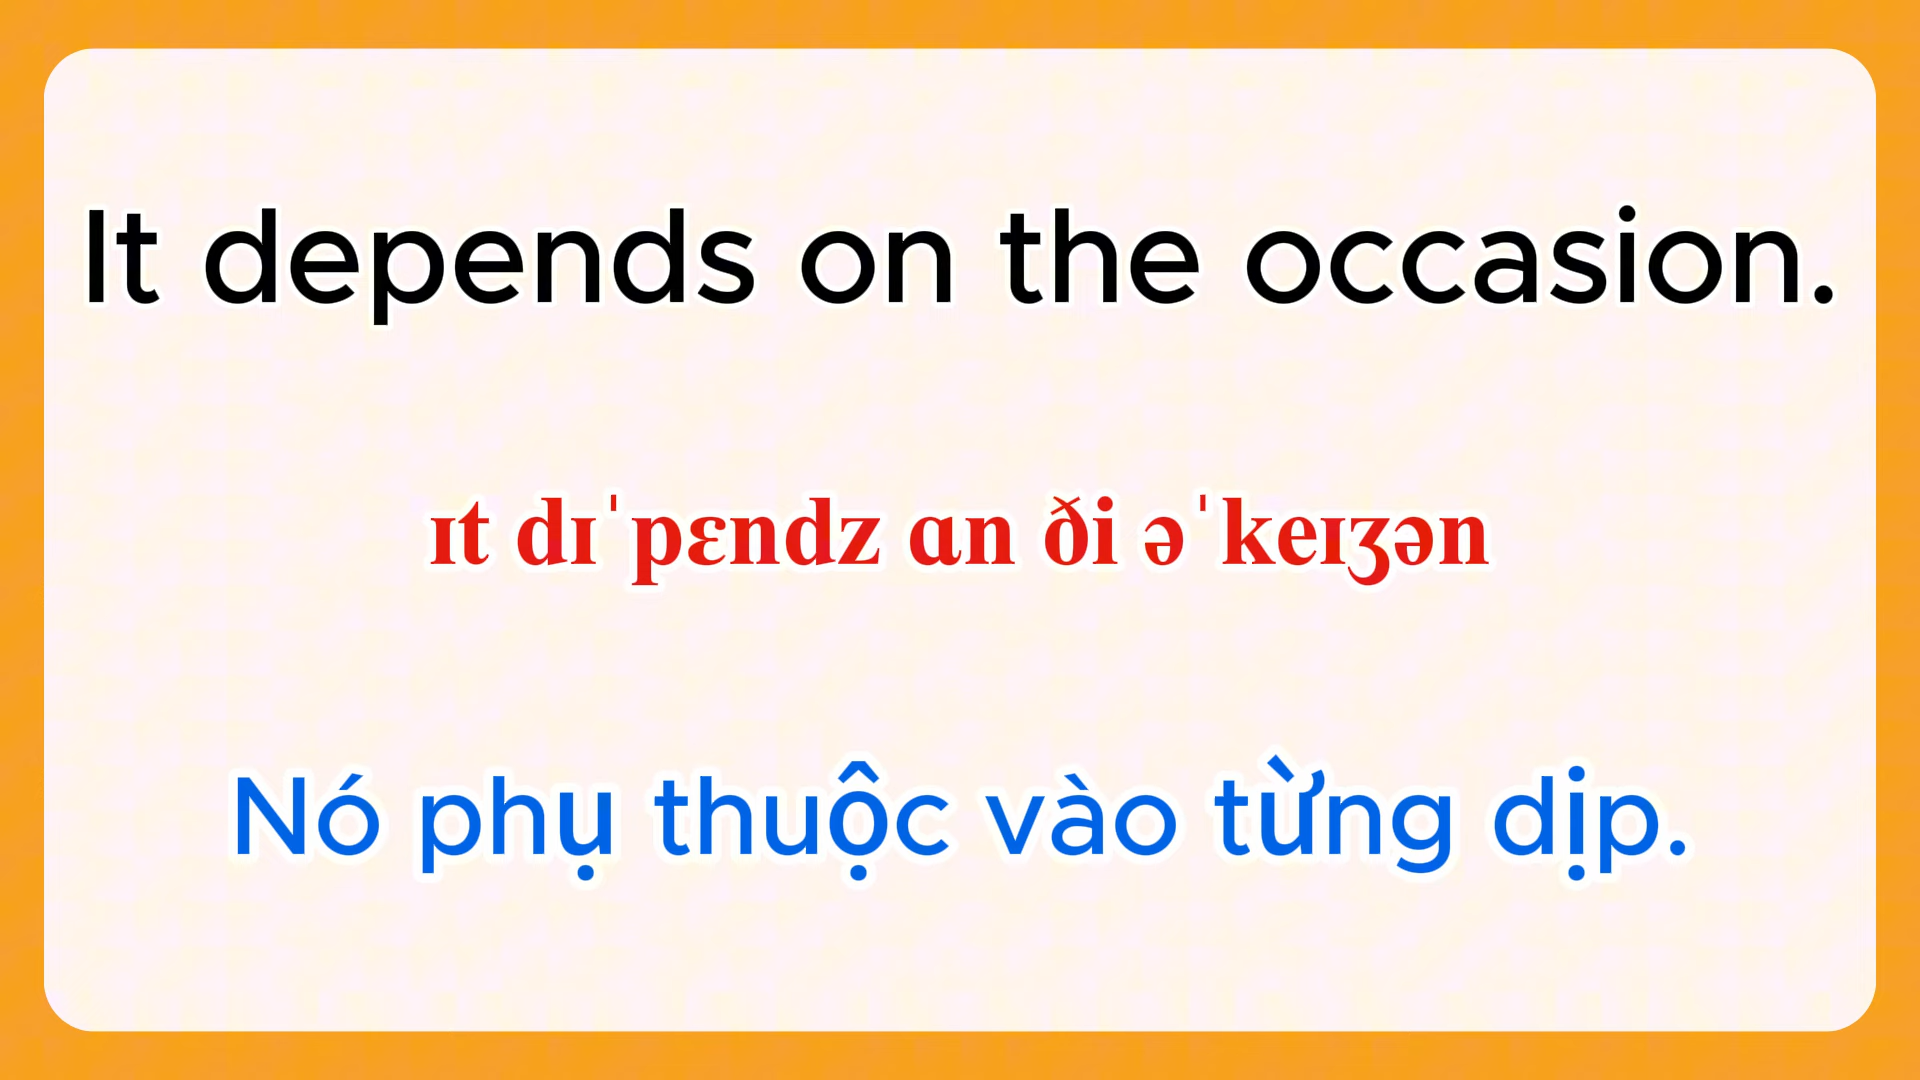 It depends on the occasion.
ɪt dɪˈpɛndz ɑn ði əˈkeɪʒən
Nó phụ thuộc vào từng dịp.